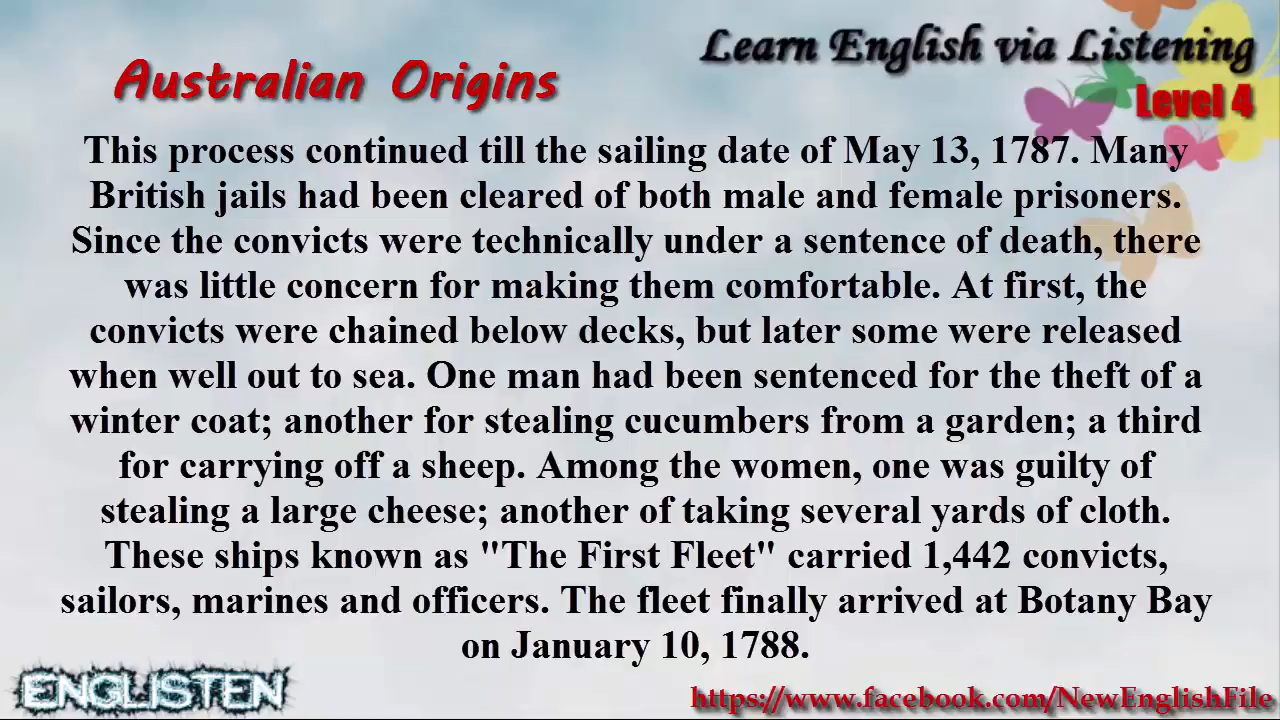 Learn English via Listening
Australian Origins
Level 4
This process continued till the sailing date of May 13, 1787. Many
British jails had been cleared of both male and female prisoners.
Since the convicts were technically under a sentence of death, there
was little concern for making them comfortable. At first, the
convicts were chained below decks, but later some were released
when well out to sea. One man had been sentenced for the theft of a
winter coat; another for stealing cucumbers from a garden; a third
for carrying off a sheep. Among the women, one was guilty of
stealing a large cheese; another of taking several yards of cloth.
These ships known as "The First Fleet" carried 1,442 convicts,
sailors, marines and officers. The fleet finally arrived at Botany Bay
on January 10, 1788.
ENGLISTEN
https://www.facebook.com/NewEnglishFile